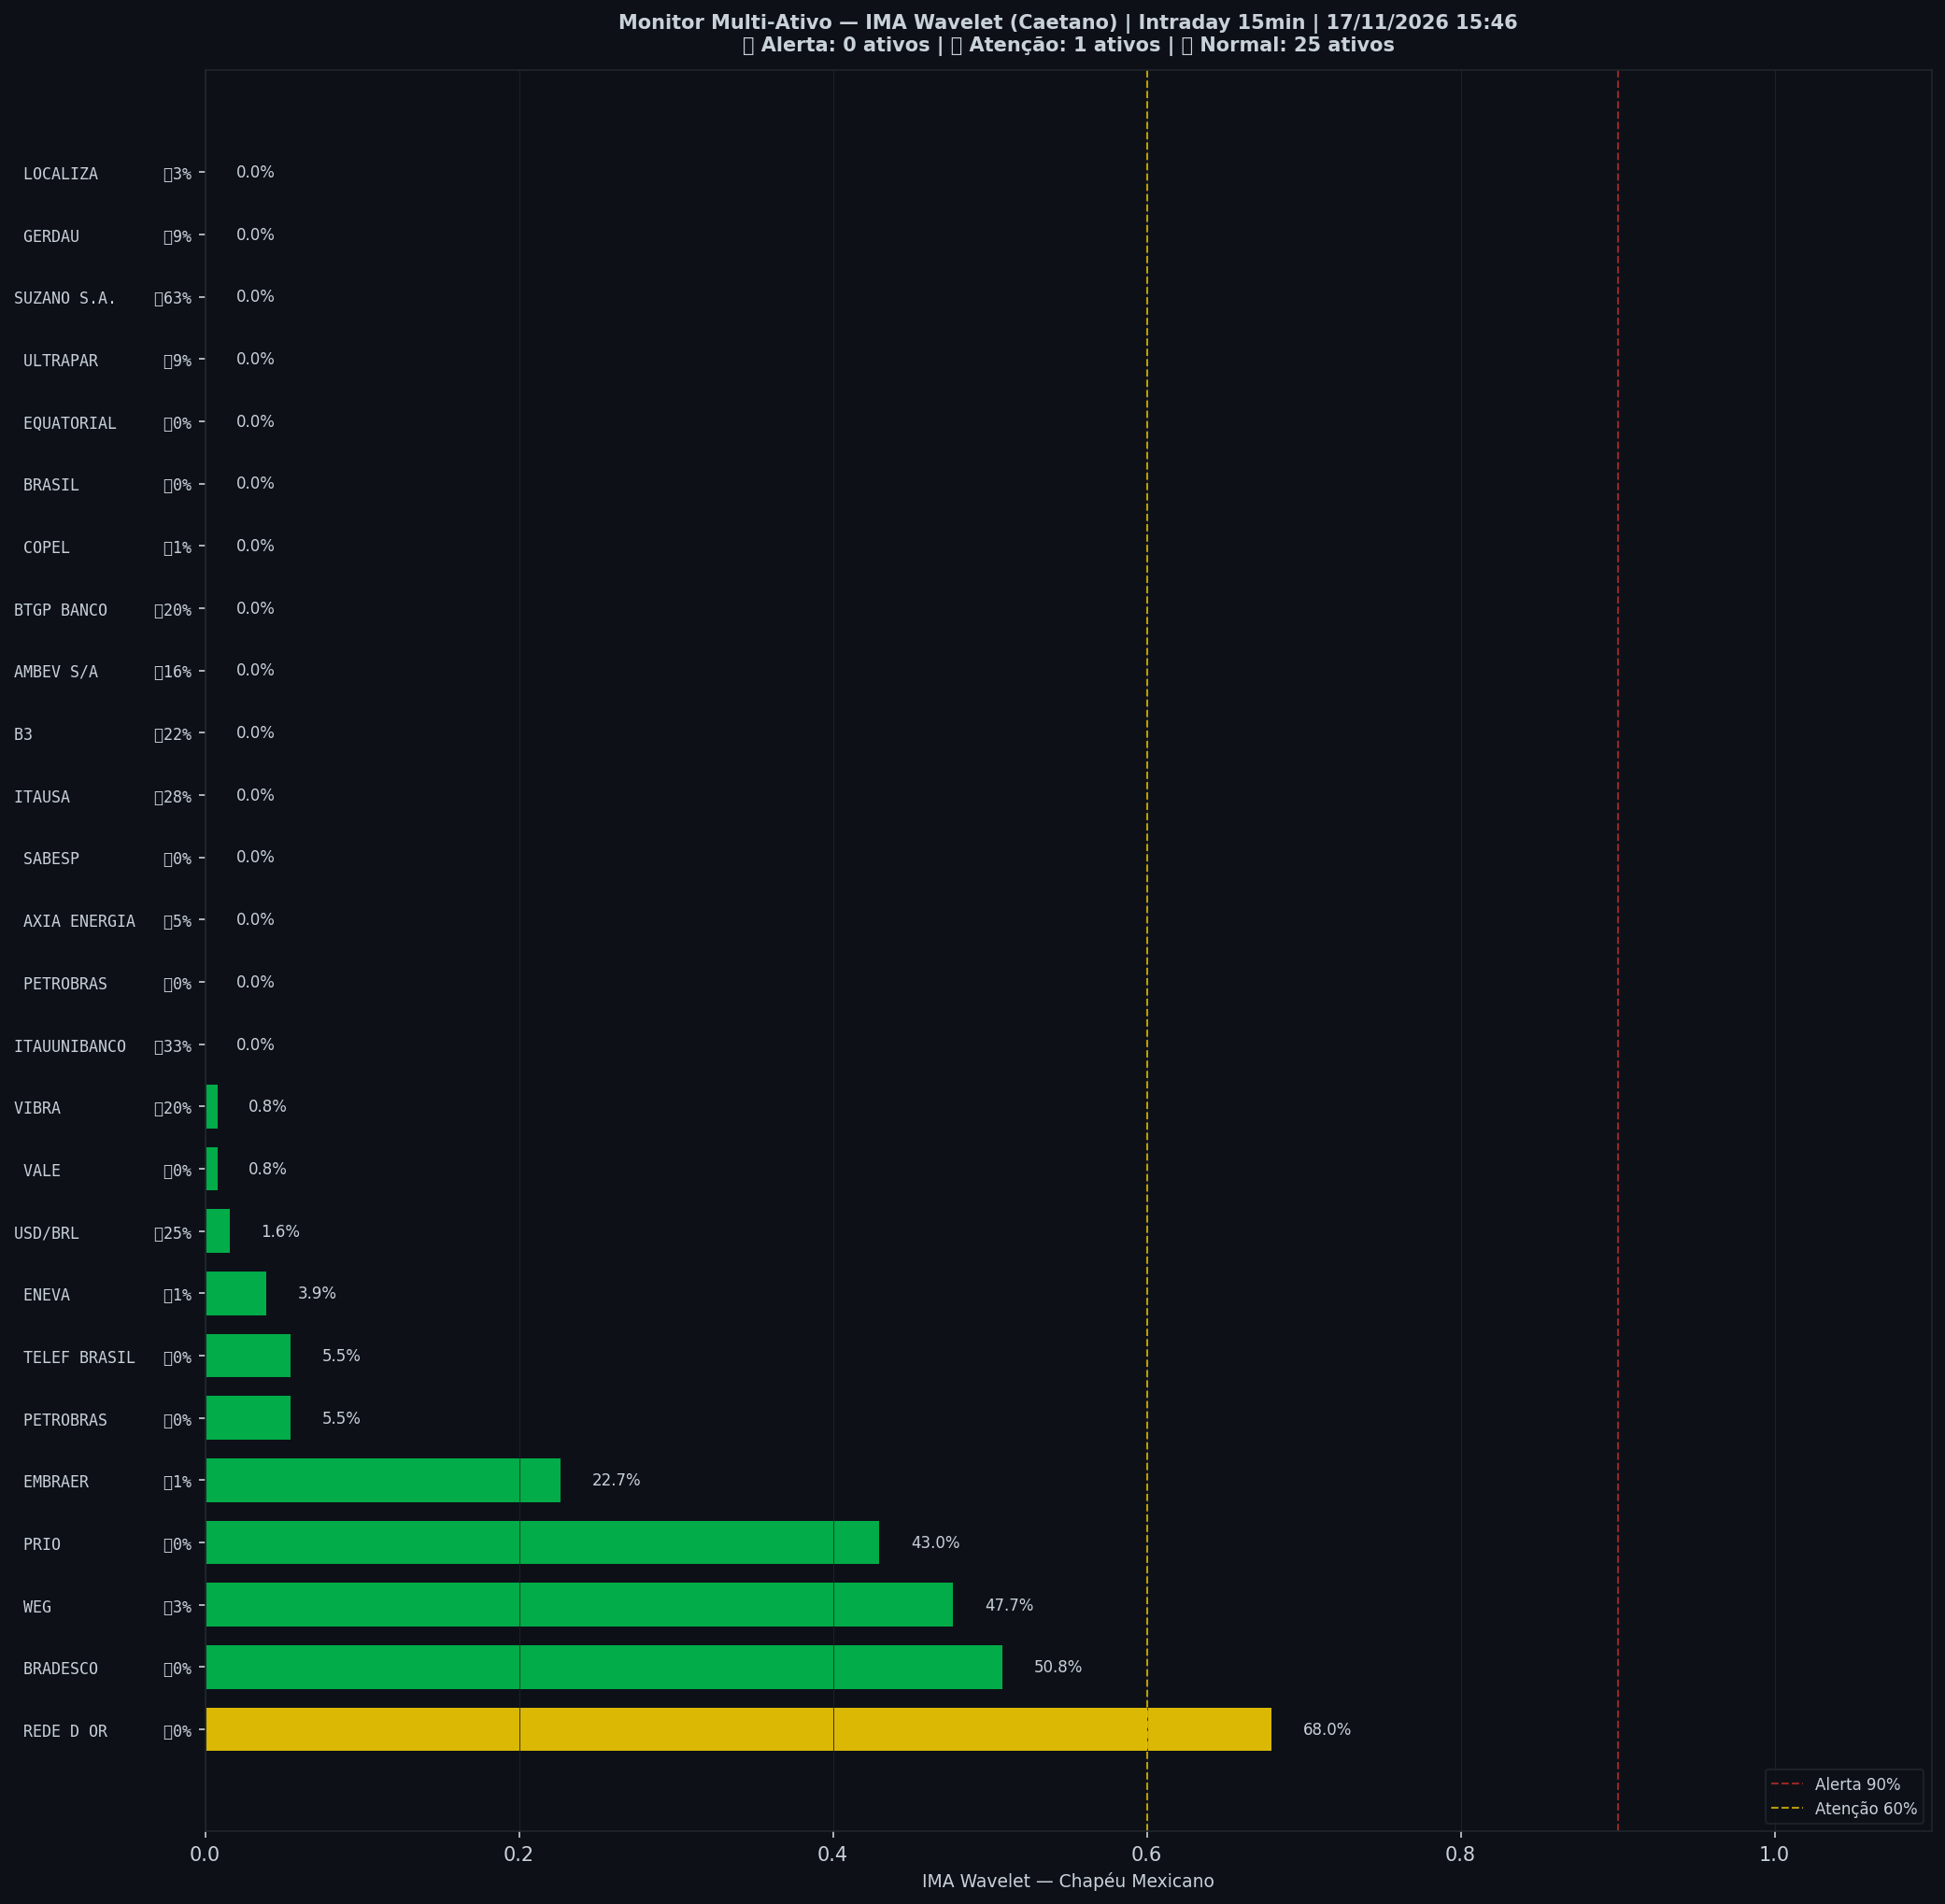 Monitor Multi-Ativo — IMA Wavelet (Caetano) | Intraday 15min | 17/11/2026 15:46
▯ Alerta: 0 ativos | ▯ Atenção: 1 ativos | ▯ Normal: 25 ativos
LOCALIZA ▯3% 0.0%
GERDAU ▯9% 0.0%
SUZANO S.A. ▯63% 0.0%
ULTRAPAR ▯9% 0.0%
EQUATORIAL ▯0% 0.0%
BRASIL ▯0% 0.0%
COPEL ▯1% 0.0%
BTGP BANCO ▯20% 0.0%
AMBEV S/A ▯16% 0.0%
B3 ▯22% 0.0%
ITAUSA ▯28% 0.0%
SABESP ▯0% 0.0%
AXIA ENERGIA ▯5% 0.0%
PETROBRAS ▯0% 0.0%
ITAUUNIBANCO ▯33% 0.0%
VIBRA ▯20% 0.8%
VALE ▯0% 0.8%
USD/BRL ▯25% 1.6%
ENEVA ▯1% 3.9%
TELEF BRASIL ▯0% 5.5%
PETROBRAS ▯0% 5.5%
EMBRAER ▯1% 22.7%
PRIO ▯0% 43.0%
WEG ▯3% 47.7%
BRADESCO ▯0% 50.8%
REDE D OR ▯0% 68.0%
Alerta 90%
Atenção 60%
0.0 0.2 0.4 0.6 0.8 1.0
IMA Wavelet — Chapéu Mexicano